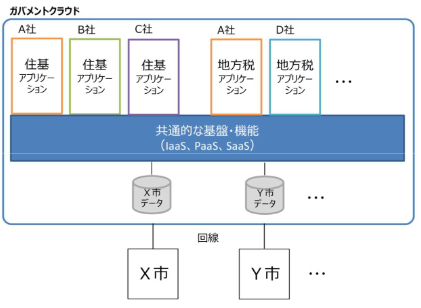 ガバメントクラウド
A社
B社
C社
A社
D社
住基
アプリケー
ション
住基
アプリケー
ション
住基
アプリケー
ション
地方税
アプリケー
ション
地方税
アプリケー
ション
…
共通的な基盤・機能
（IaaS、PaaS、SaaS）
X市
データ
Y市
データ
…
回線
X市
Y市
…